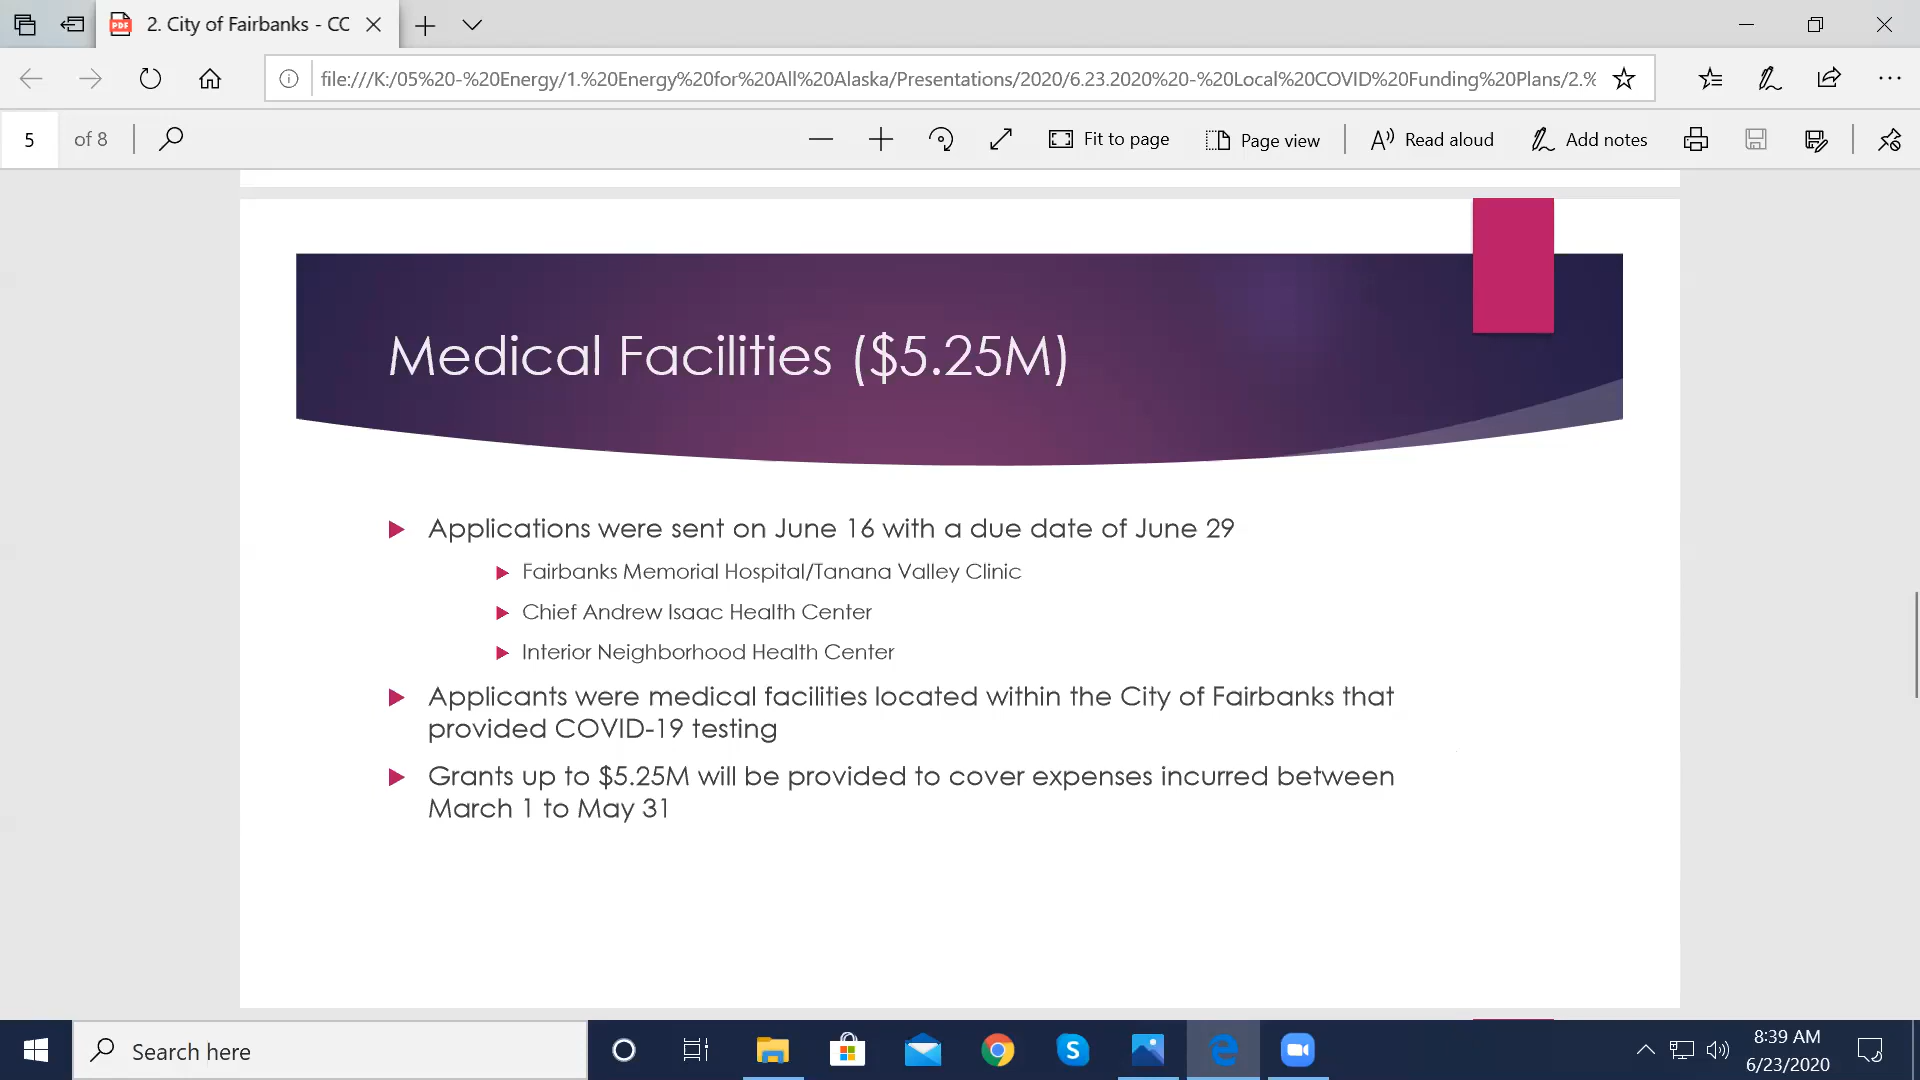 2. City of Fairbanks - CC
file:///K:/05%20-%20Energy/1.%20Energy%20for%20All%20Alaska/Presentations/2020/6.23.2020%20-%20Local%20COVID%20Funding%20Plans/2.%
5 of 8
Fit to page
Page view
Read aloud
Add notes
Medical Facilities ($5.25M)
Applications were sent on June 16 with a due date of June 29
Fairbanks Memorial Hospital/Tanana Valley Clinic
Chief Andrew Isaac Health Center
Interior Neighborhood Health Center
Applicants were medical facilities located within the City of Fairbanks that
provided COVID-19 testing
Grants up to $5.25M will be provided to cover expenses incurred between
March 1 to May 31
Search here
8:39 AM
6/23/2020